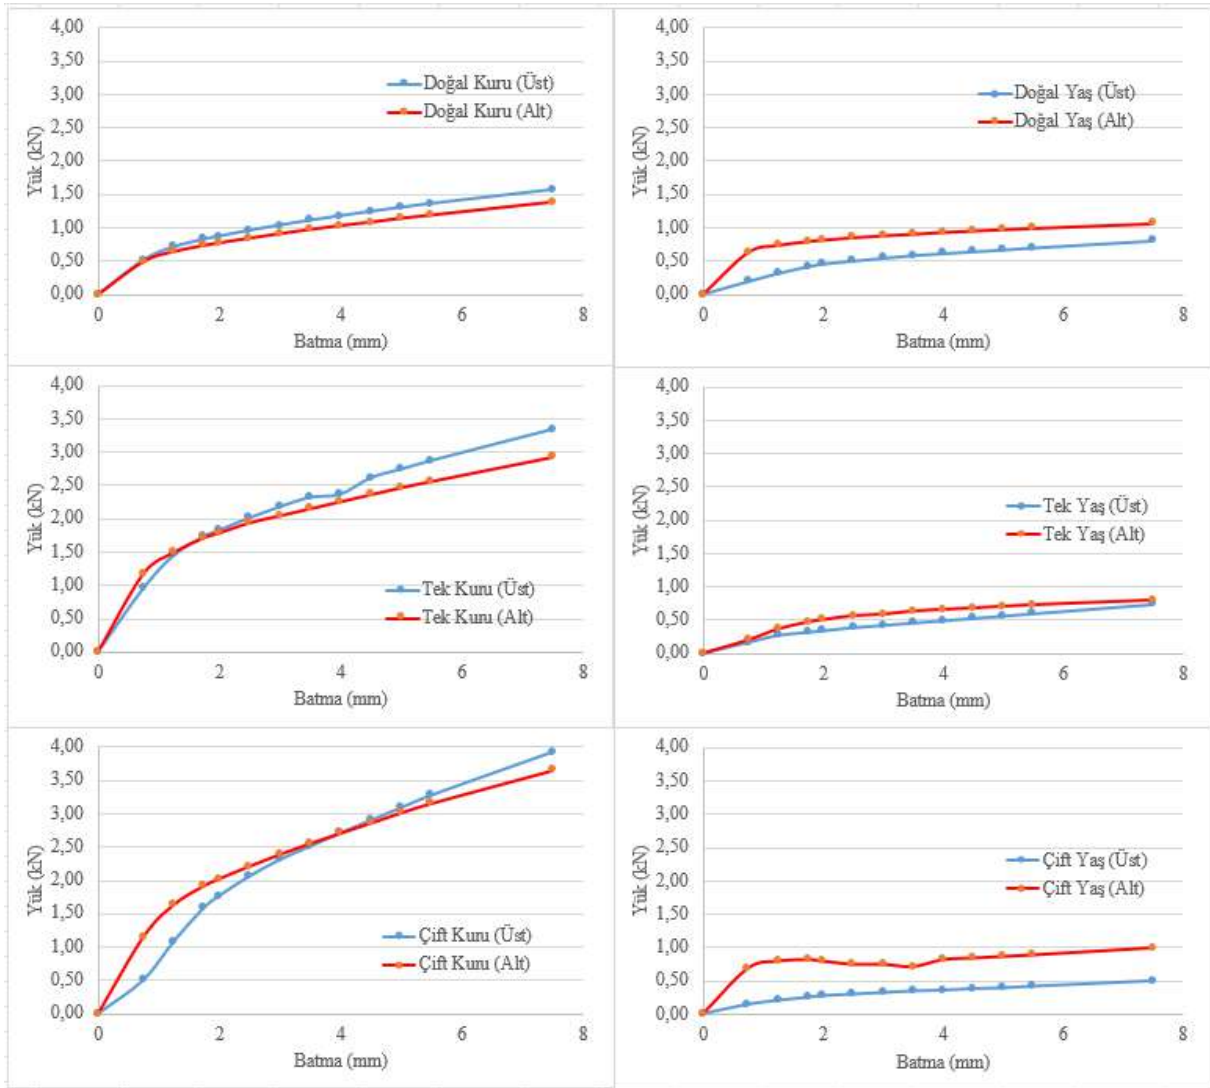 4,00
3,50
3,00
2,50
2,00
1,50
1,00
0,50
0,00
Yük (kN)
Doğal Kuru (Üst)
Doğal Kuru (Alt)
0 2 4 6 8
Batma (mm)
4,00
3,50
3,00
2,50
2,00
1,50
1,00
0,50
0,00
Yük (kN)
Doğal Yaş (Üst)
Doğal Yaş (Alt)
0 2 4 6 8
Batma (mm)
4,00
3,50
3,00
2,50
2,00
1,50
1,00
0,50
0,00
Yük (kN)
Tek Kuru (Üst)
Tek Kuru (Alt)
0 2 4 6 8
Batma (mm)
4,00
3,50
3,00
2,50
2,00
1,50
1,00
0,50
0,00
Yük (kN)
Tek Yaş (Üst)
Tek Yaş (Alt)
0 2 4 6 8
Batma (mm)
4,00
3,50
3,00
2,50
2,00
1,50
1,00
0,50
0,00
Yük (kN)
Çift Kuru (Üst)
Çift Kuru (Alt)
0 2 4 6 8
Batma (mm)
4,00
3,50
3,00
2,50
2,00
1,50
1,00
0,50
0,00
Yük (kN)
Çift Yaş (Üst)
Çift Yaş (Alt)
0 2 4 6 8
Batma (mm)